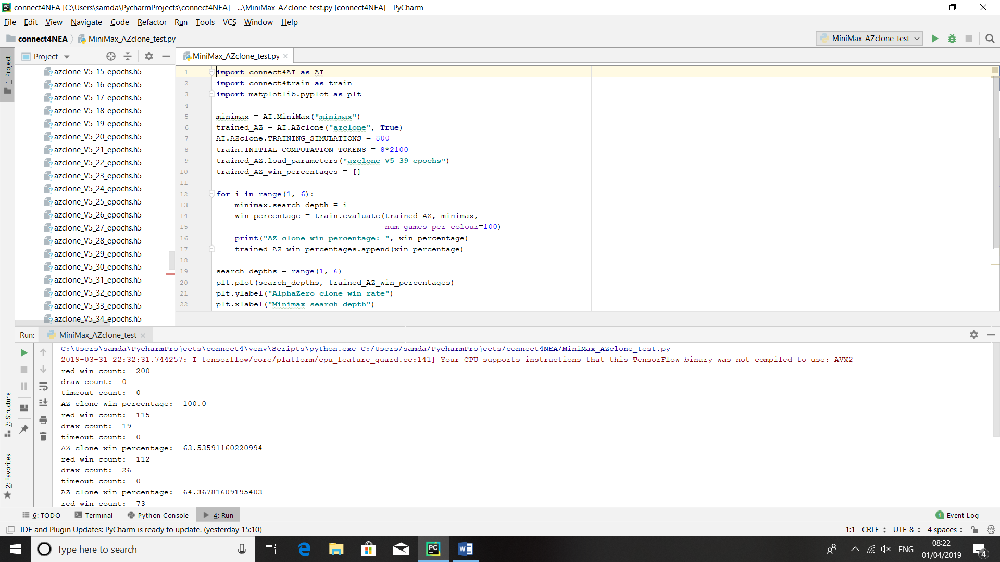 connect4NEA [C:\Users\samda\PycharmProjects\connect4NEA] - ...\MiniMax_AZclone_test.py [connect4NEA] - PyCharm
File Edit View Navigate Code Refactor Run Tools VCS Window Help
connect4NEA MiniMax_AZclone_test.py MiniMax_AZclone_test
1: Project
Project
azclone_V5_15_epochs.h5
azclone_V5_16_epochs.h5
azclone_V5_17_epochs.h5
azclone_V5_18_epochs.h5
azclone_V5_19_epochs.h5
azclone_V5_20_epochs.h5
azclone_V5_21_epochs.h5
azclone_V5_22_epochs.h5
azclone_V5_23_epochs.h5
azclone_V5_24_epochs.h5
azclone_V5_25_epochs.h5
azclone_V5_26_epochs.h5
azclone_V5_27_epochs.h5
azclone_V5_28_epochs.h5
azclone_V5_29_epochs.h5
azclone_V5_30_epochs.h5
azclone_V5_31_epochs.h5
azclone_V5_32_epochs.h5
azclone_V5_33_epochs.h5
azclone_V5_34_epochs.h5
MiniMax_AZclone_test.py
1 import connect4AI as AI
2 import connect4train as train
3 import matplotlib.pyplot as plt
4
5 minimax = AI.MiniMax("minimax")
6 trained_AZ = AI.AZclone("azclone", True)
7 AI.AZclone.TRAINING_SIMULATIONS = 800
8 train.INITIAL_COMPUTATION_TOKENS = 8*2100
9 trained_AZ.load_parameters("azclone_V5_39_epochs")
10 trained_AZ_win_percentages = []
11
12 for i in range(1, 6):
13 minimax.search_depth = i
14 win_percentage = train.evaluate(trained_AZ, minimax,
15 num_games_per_colour=100)
16 print("AZ clone win percentage: ", win_percentage)
17 trained_AZ_win_percentages.append(win_percentage)
18
19 search_depths = range(1, 6)
20 plt.plot(search_depths, trained_AZ_win_percentages)
21 plt.ylabel("AlphaZero clone win rate")
22 plt.xlabel("Minimax search depth")
Run: MiniMax_AZclone_test
C:\Users\samda\PycharmProjects\connect4\venv\Scripts\python.exe C:/Users/samda/PycharmProjects/connect4NEA/MiniMax_AZclone_test.py
2019-03-31 22:32:31.744257: I tensorflow/core/platform/cpu_feature_guard.cc:141] Your CPU supports instructions that this TensorFlow binary was not compiled to use: AVX2
red win count: 200
draw count: 0
timeout count: 0
AZ clone win percentage: 100.0
red win count: 115
draw count: 19
timeout count: 0
AZ clone win percentage: 63.53591160220994
red win count: 112
draw count: 26
timeout count: 0
AZ clone win percentage: 64.36781609195403
red win count: 73
7: Structure
2: Favorites
6: TODO Terminal Python Console 4: Run 1 Event Log
IDE and Plugin Updates: PyCharm is ready to update. (yesterday 15:10) 1:1 CRLF UTF-8 4 spaces
Type here to search
ENG
08:22
01/04/2019
4